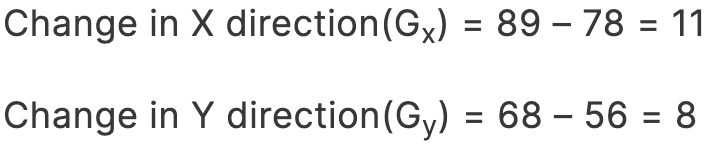 Change in X direction(Gₓ) = 89 – 78 = 11
Change in Y direction(Gy) = 68 – 56 = 8